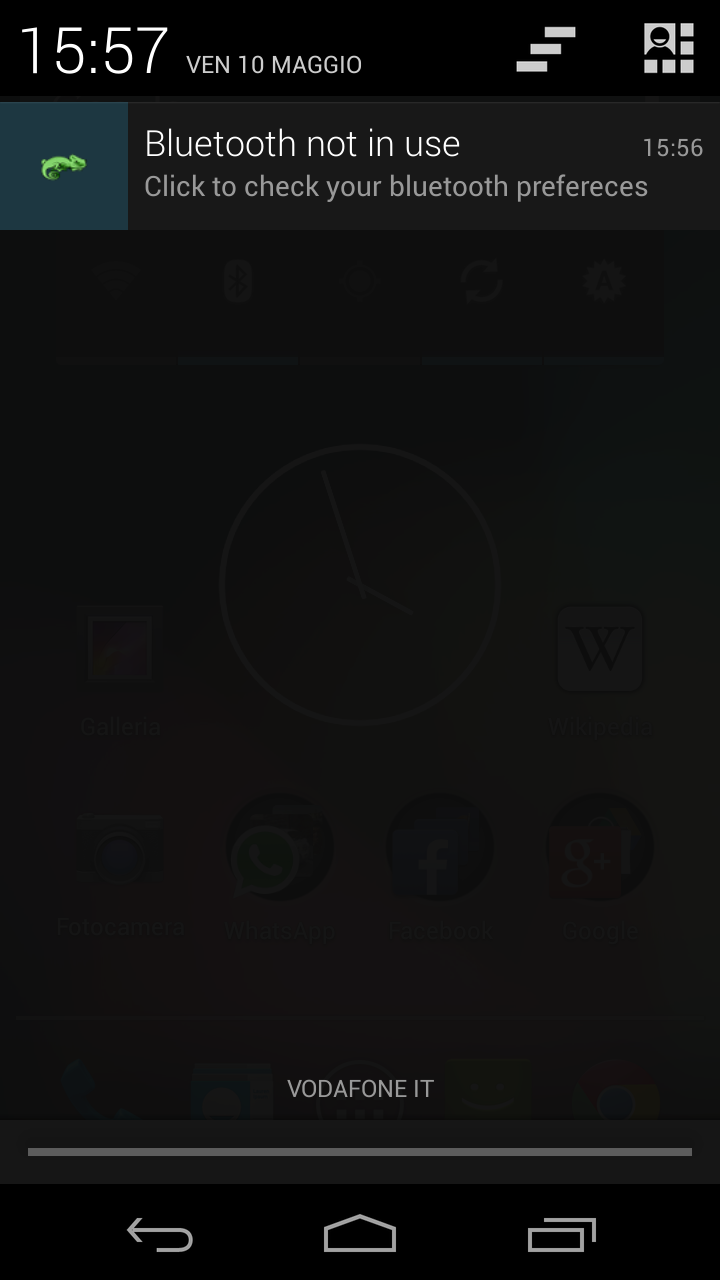 15:57 VEN 10 MAGGIO
Bluetooth not in use 15:56
Click to check your bluetooth prefereces
A
Galleria
W
Wikipedia
Fotocamera WhatsApp Facebook Google
VODAFONE IT